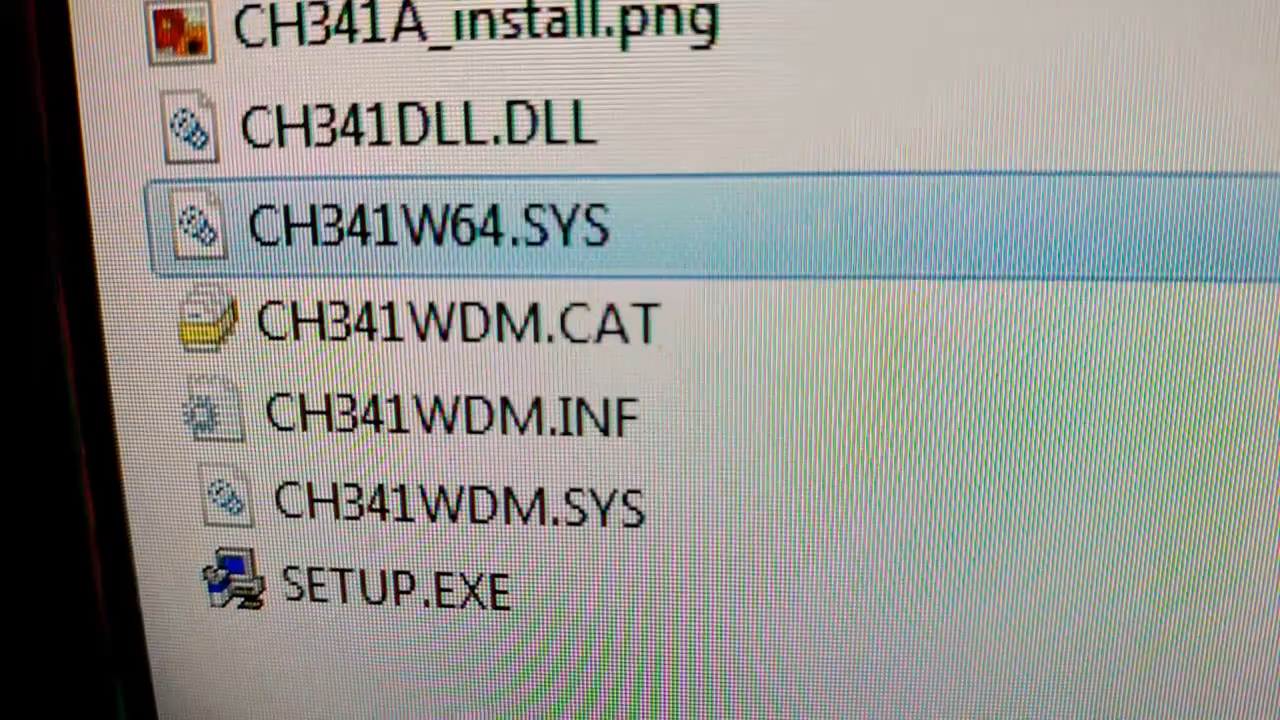 CH341A_install.png
CH341DLL.DLL
CH341W64.SYS
CH341WDM.CAT
CH341WDM.INF
CH341WDM.SYS
SETUP.EXE